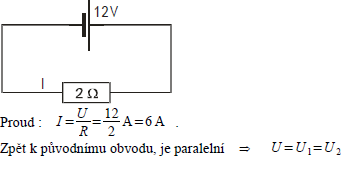 12V
I
2 Ω
Proud : I=U/R=12/2 A=6 A .
Zpět k původnímu obvodu, je paralelní ⇒ U=U₁=U₂